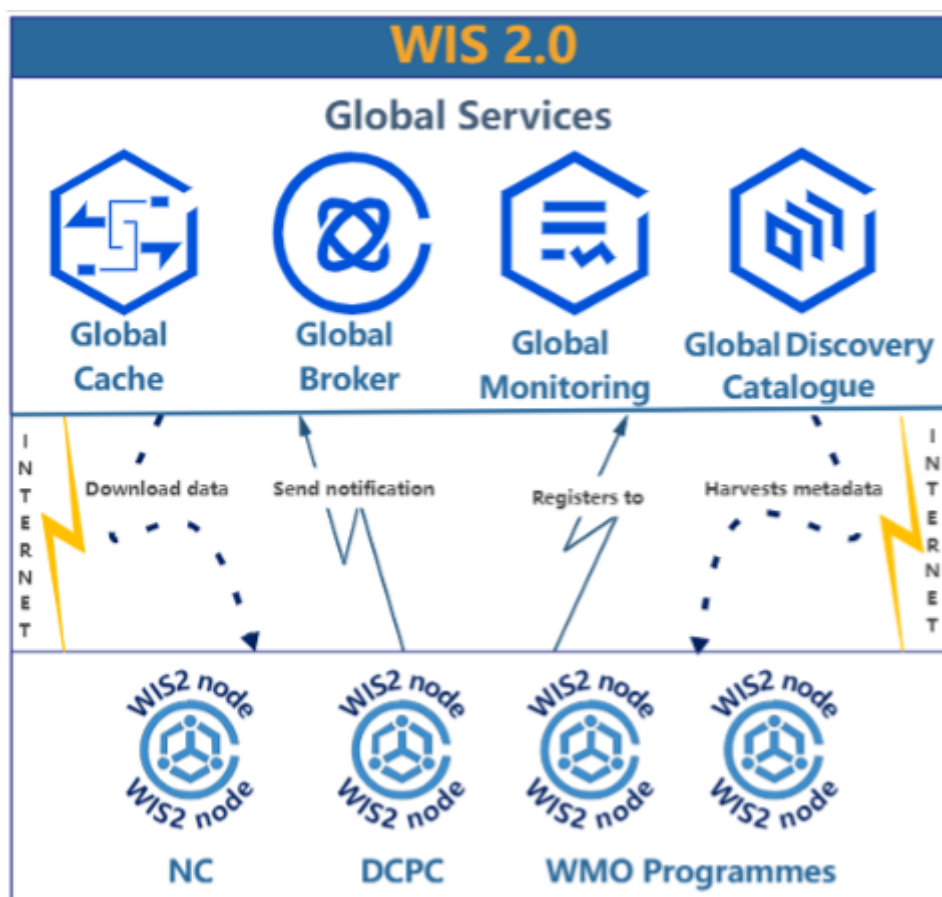 WIS 2.0
Global Services
Global
Cache
Global
Broker
Global
Monitoring
Global Discovery
Catalogue
INTERNET
Download data
Send notification
Registers to
Harvests metadata
INTERNET
WIS2 node
WIS2 node
WIS2 node
WIS2 node
WIS2 node
WIS2 node
WIS2 node
WIS2 node
NC
DCPC
WMO Programmes